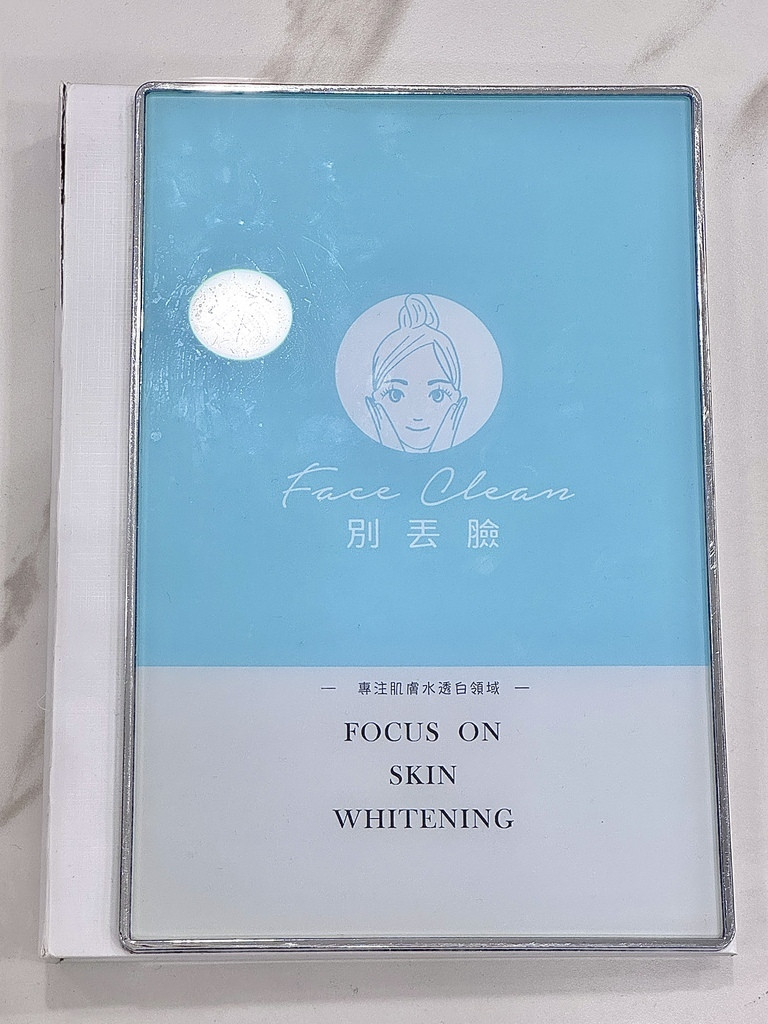 Face Clean
別丟臉
— 專注肌膚水透白領域 —
FOCUS ON
SKIN
WHITENING